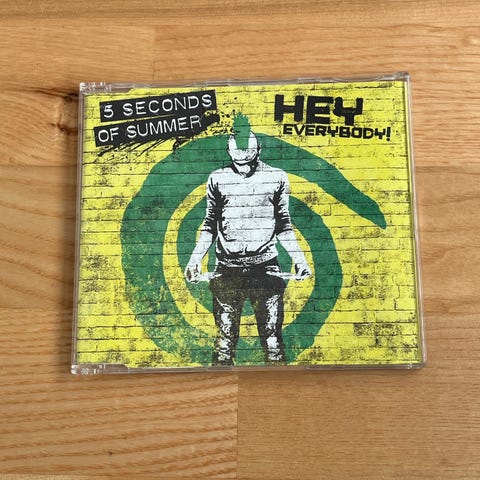 5 SECONDS
OF SUMMER
HEY
EVERYBODY!